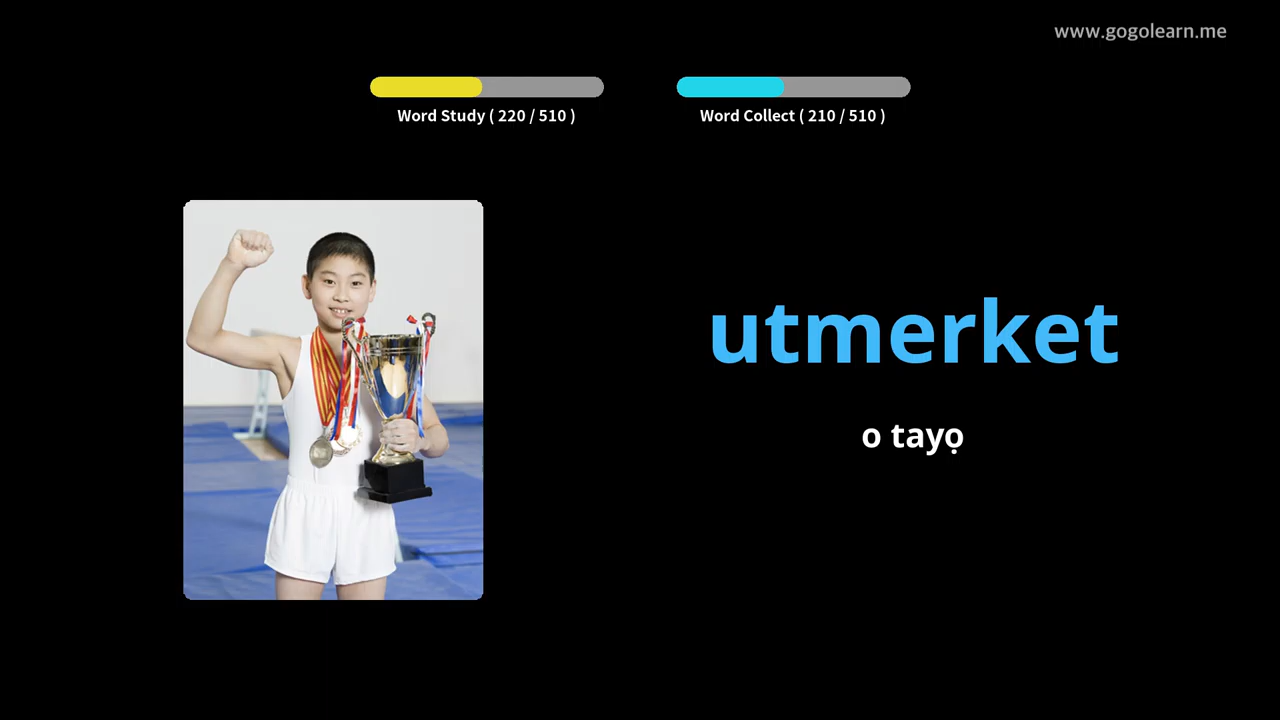 www.gogolearn.me
Word Study ( 220 / 510 )
Word Collect ( 210 / 510 )
utmerket
o tayọ